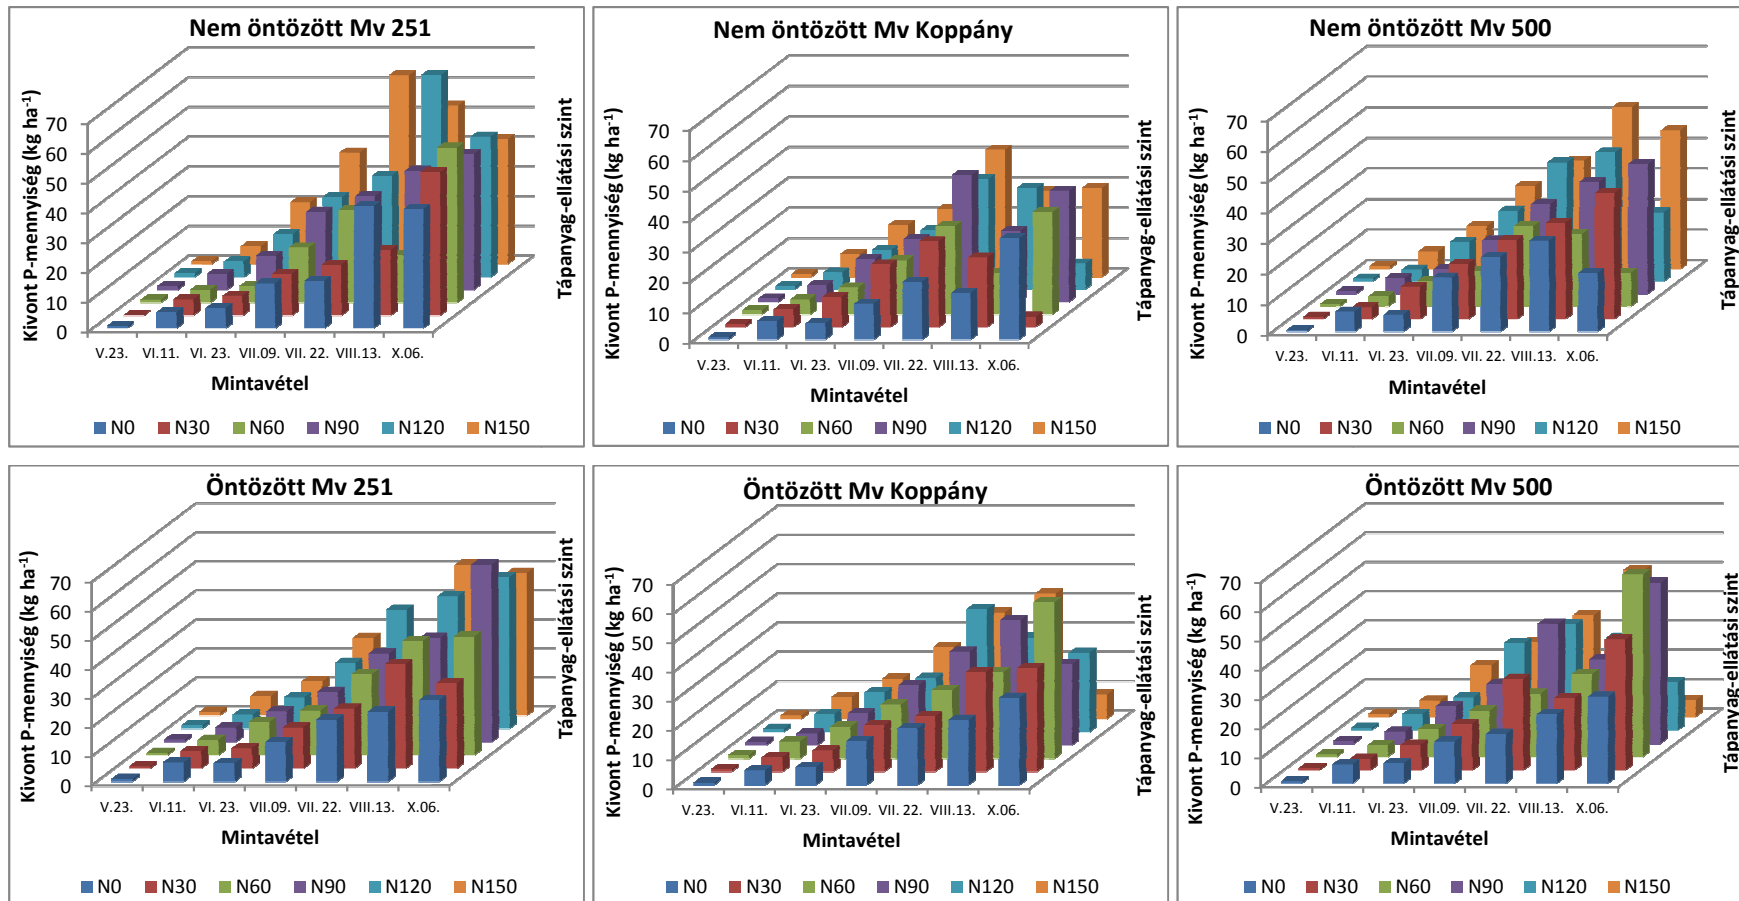 Nem öntözött Mv 251
Kivont P-mennyiség (kg ha⁻¹)
70
60
50
40
30
20
10
0
V.23. VI.11. VI. 23. VII.09. VII. 22. VIII.13. X.06.
Mintavétel
Tápanyag-ellátási szint
N0 N30 N60 N90 N120 N150
Nem öntözött Mv Koppány
Kivont P-mennyiség (kg ha⁻¹)
70
60
50
40
30
20
10
0
V.23. VI.11. VI. 23. VII.09. VII. 22. VIII.13. X.06.
Mintavétel
Tápanyag-ellátási szint
N0 N30 N60 N90 N120 N150
Nem öntözött Mv 500
Kivont P-mennyiség (kg ha⁻¹)
70
60
50
40
30
20
10
0
V.23. VI.11. VI. 23. VII.09. VII. 22. VIII.13. X.06.
Mintavétel
Tápanyag-ellátási szint
N0 N30 N60 N90 N120 N150
Öntözött Mv 251
Kivont P-mennyiség (kg ha⁻¹)
70
60
50
40
30
20
10
0
V.23. VI.11. VI. 23. VII.09. VII. 22. VIII.13. X.06.
Mintavétel
Tápanyag-ellátási szint
N0 N30 N60 N90 N120 N150
Öntözött Mv Koppány
Kivont P-mennyiség (kg ha⁻¹)
70
60
50
40
30
20
10
0
V.23. VI.11. VI. 23. VII.09. VII. 22. VIII.13. X.06.
Mintavétel
Tápanyag-ellátási szint
N0 N30 N60 N90 N120 N150
Öntözött Mv 500
Kivont P-mennyiség (kg ha⁻¹)
70
60
50
40
30
20
10
0
V.23. VI.11. VI. 23. VII.09. VII. 22. VIII.13. X.06.
Mintavétel
Tápanyag-ellátási szint
N0 N30 N60 N90 N120 N150